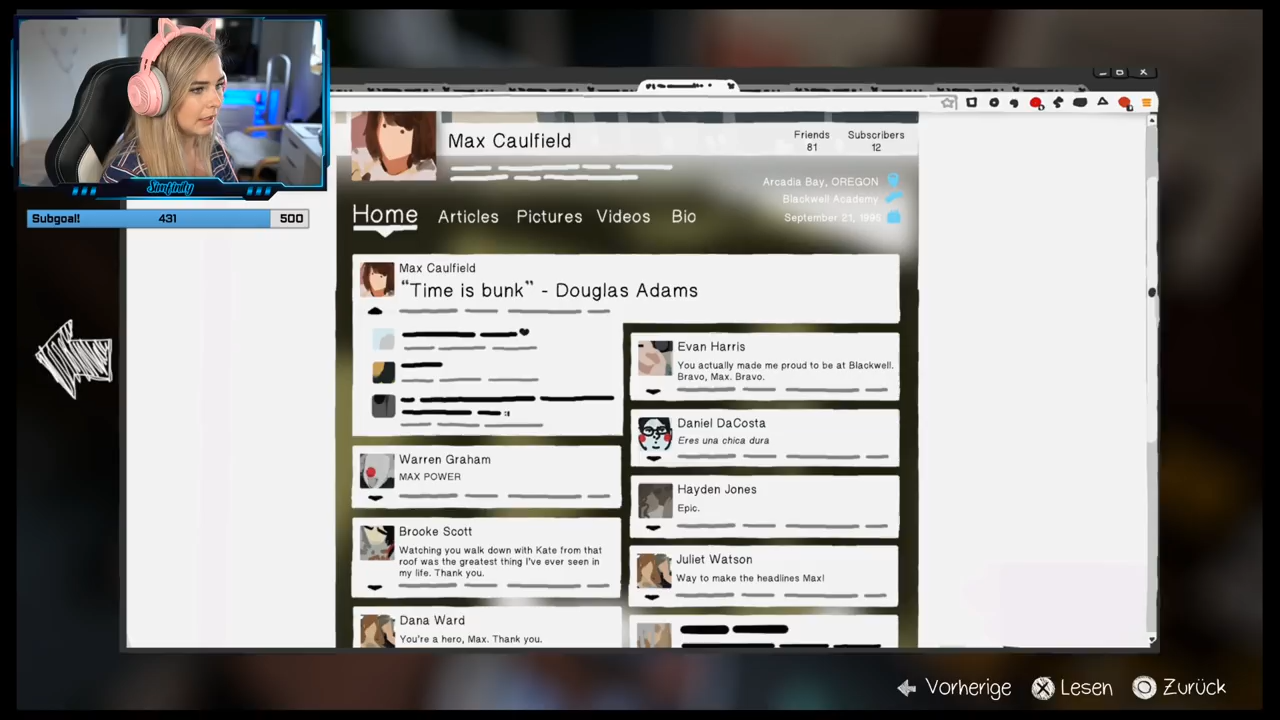 Simfinity
Subgoal!
431
500
Max Caulfield
Friends
81
Subscribers
12
Arcadia Bay, OREGON
Blackwell Academy
September 21, 1995
Home
Articles
Pictures
Videos
Bio
Max Caulfield
“Time is bunk” - Douglas Adams
Warren Graham
MAX POWER
Brooke Scott
Watching you walk down with Kate from that
roof was the greatest thing I've ever seen in
my life. Thank you.
Dana Ward
You're a hero, Max. Thank you.
Evan Harris
You actually made me proud to be at Blackwell.
Bravo, Max. Bravo.
Daniel DaCosta
Eres una chica dura
Hayden Jones
Epic.
Juliet Watson
Way to make the headlines Max!
Vorherige
Lesen
Zurück